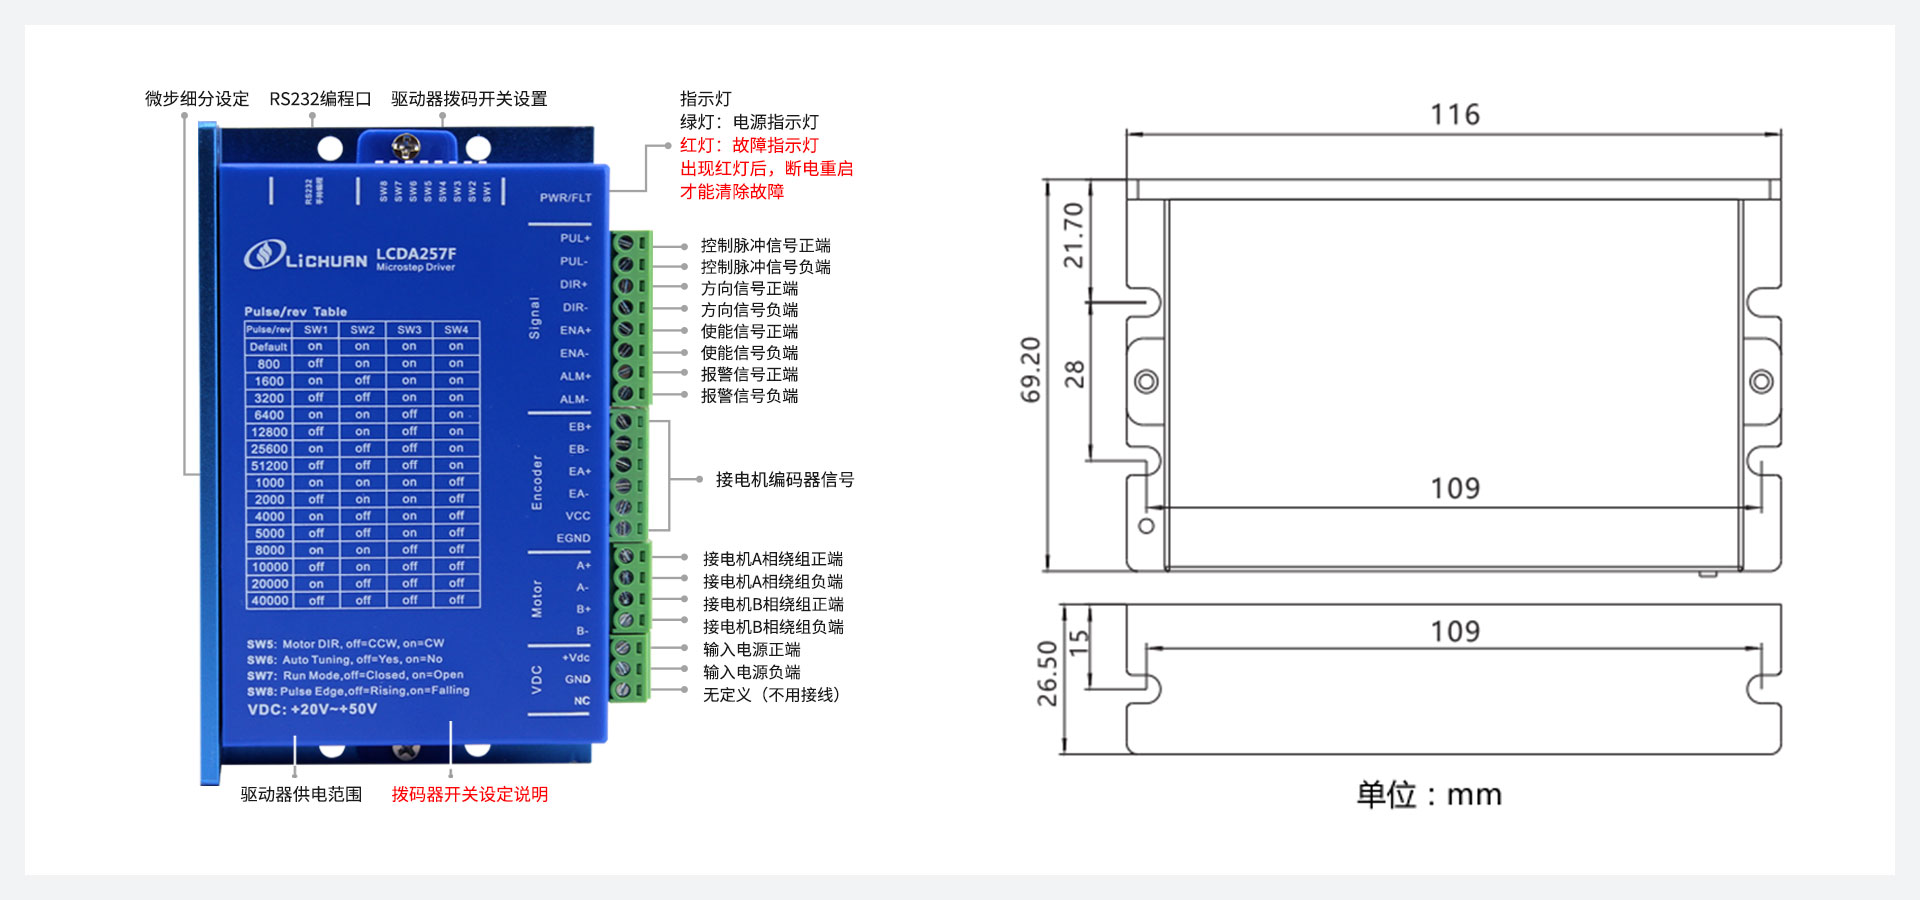 微步细分设定 RS232编程口 驱动器拨码开关设置
指示灯
绿灯：电源指示灯
红灯：故障指示灯
出现红灯后，断电重启
才能清除故障
RS232
SW8 SW7 SW6 SW5 SW4 SW3 SW2 SW1
PWR/FLT
LiCHUAN LCDA257F
Microstep Driver
Pulse/rev Table
Pulse/rev SW1 SW2 SW3 SW4
Default on on on on
800 off on on on
1600 on off on on
3200 off off on on
6400 on on off on
12800 off on off on
25600 on off off on
51200 off off off on
1000 on on on off
2000 off on on off
4000 on off on off
5000 off off on off
8000 on on off off
10000 off on off off
20000 on off off off
40000 off off off off
SW5: Motor DIR, off=CCW, on=CW
SW6: Auto Tuning, off=Yes, on=No
SW7: Run Mode,off=Closed, on=Open
SW8: Pulse Edge,off=Rising,on=Falling
VDC: +20V~+50V
Signal
PUL+
PUL-
DIR+
DIR-
ENA+
ENA-
ALM+
ALM-
Encoder
EB+
EB-
EA+
EA-
VCC
EGND
Motor
A+
A-
B+
B-
VDC
+Vdc
GND
NC
控制脉冲信号正端
控制脉冲信号负端
方向信号正端
方向信号负端
使能信号正端
使能信号负端
报警信号正端
报警信号负端
接电机编码器信号
接电机A相绕组正端
接电机A相绕组负端
接电机B相绕组正端
接电机B相绕组负端
输入电源正端
输入电源负端
无定义（不用接线）
驱动器供电范围 拨码器开关设定说明
116
21.70
69.20
28
109
109
15
26.50
单位：mm